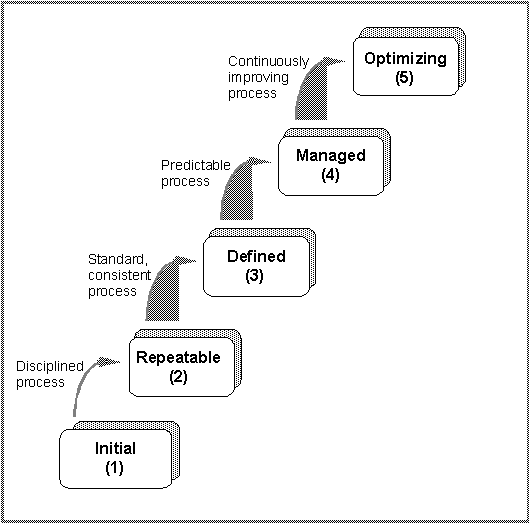 Continuously
improving
process
Optimizing
(5)
Predictable
process
Managed
(4)
Standard,
consistent
process
Defined
(3)
Disciplined
process
Repeatable
(2)
Initial
(1)